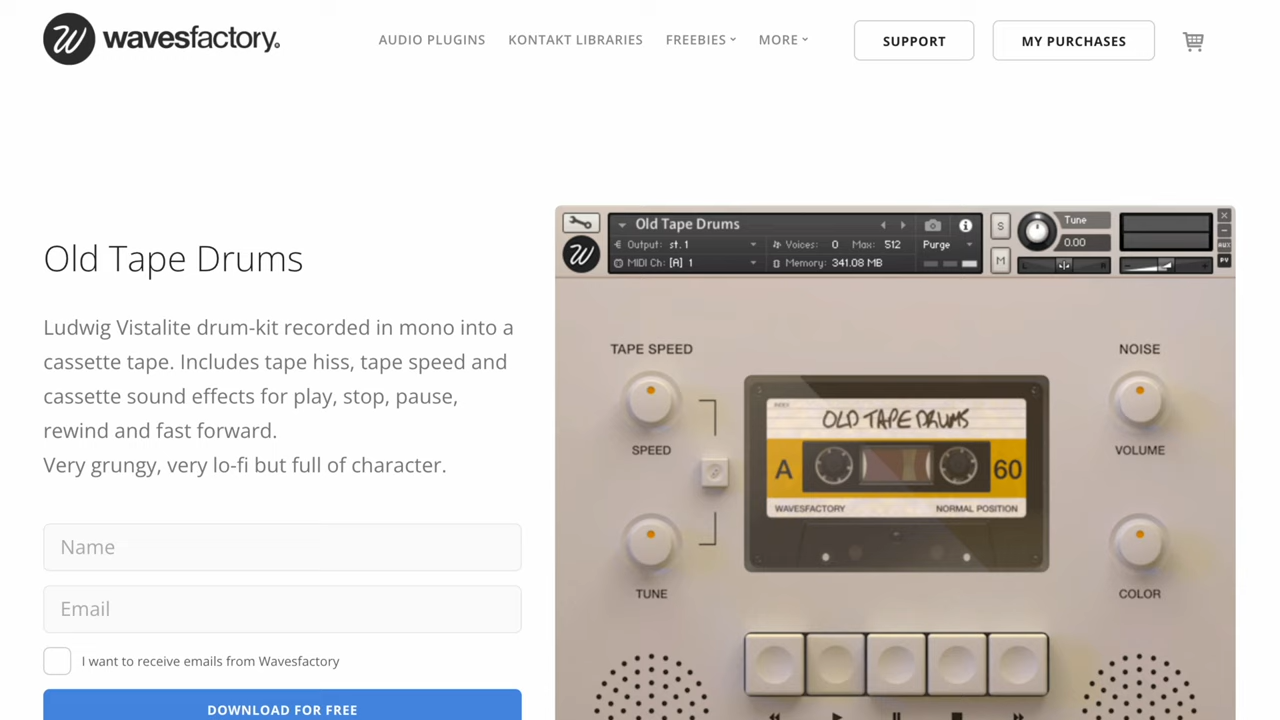 wavesfactory.
AUDIO PLUGINS
KONTAKT LIBRARIES
FREEBIES
MORE
SUPPORT
MY PURCHASES
Old Tape Drums
Ludwig Vistalite drum-kit recorded in mono into a
cassette tape. Includes tape hiss, tape speed and
cassette sound effects for play, stop, pause,
rewind and fast forward.
Very grungy, very lo-fi but full of character.
Name
Email
I want to receive emails from Wavesfactory
DOWNLOAD FOR FREE
Old Tape Drums
Output: st.1
Voices: 0 Max: 512
Purge
MIDI Ch: [A] 1
Memory: 341.08 MB
S
M
Tune
0.00
L R
AUX
PV
TAPE SPEED
SPEED
TUNE
INDEX
OLD TAPE DRUMS
A
60
WAVESFACTORY
NORMAL POSITION
NOISE
VOLUME
COLOR